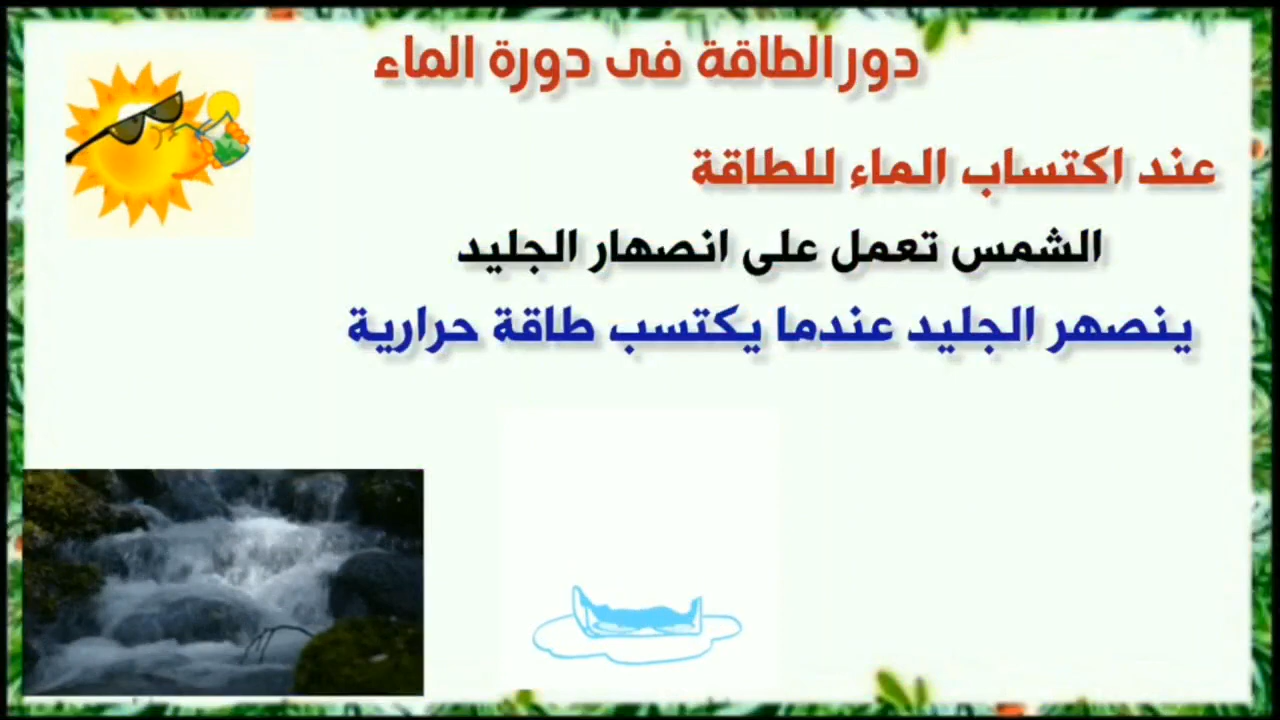 دور الطاقة فى دورة الماء
عند اكتساب الماء للطاقة
الشمس تعمل على انصهار الجليد
ينصهر الجليد عندما يكتسب طاقة حرارية